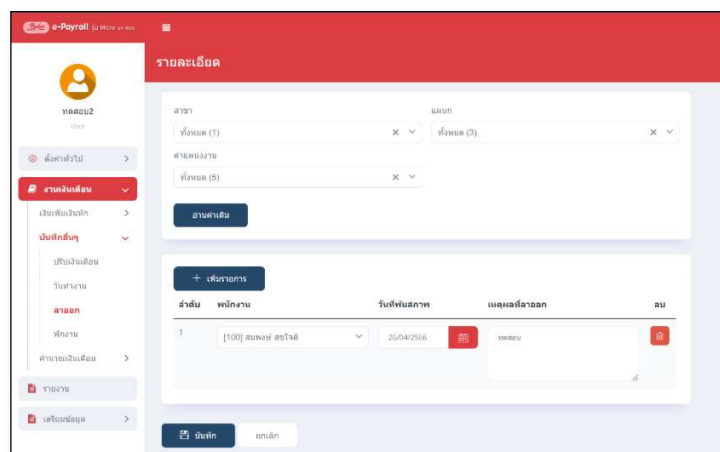 e-Payroll รุ่น Micro on Web
รายละเอียด
ทดสอบ2
User
ตั้งค่าทั่วไป
งานเงินเดือน
เงินเพิ่มเงินหัก
บันทึกอื่นๆ
ปรับเงินเดือน
วันทำงาน
ลาออก
พักงาน
คำนวณเงินเดือน
รายงาน
เตรียมข้อมูล
สาขา แผนก
ทั้งหมด (1) ทั้งหมด (3)
ตำแหน่งงาน
ทั้งหมด (5)
อ่านค่าเดิม
+ เพิ่มรายการ
ลำดับ พนักงาน วันที่พ้นสภาพ เหตุผลที่ลาออก ลบ
1 [100] สมพงษ์ สุขใจดี 26/04/2566 ทดสอบ
บันทึก ยกเลิก